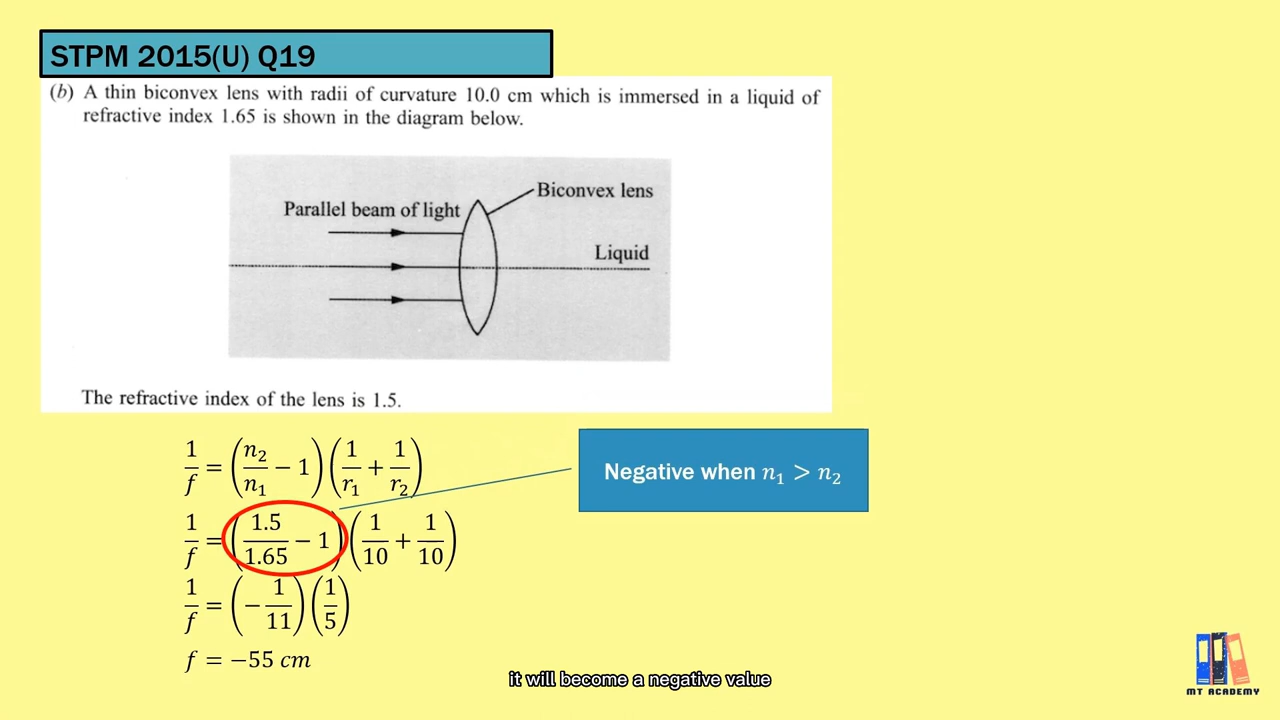 STPM 2015(U) Q19
(b) A thin biconvex lens with radii of curvature 10.0 cm which is immersed in a liquid of
refractive index 1.65 is shown in the diagram below.
Biconvex lens
Parallel beam of light
Liquid
The refractive index of the lens is 1.5.
1/f = (n₂/n₁ − 1)(1/r₁ + 1/r₂)
Negative when n₁ > n₂
1/f = (1.5/1.65 − 1)(1/10 + 1/10)
1/f = (−1/11)(1/5)
f = −55 cm
it will become a negative value
MT ACADEMY